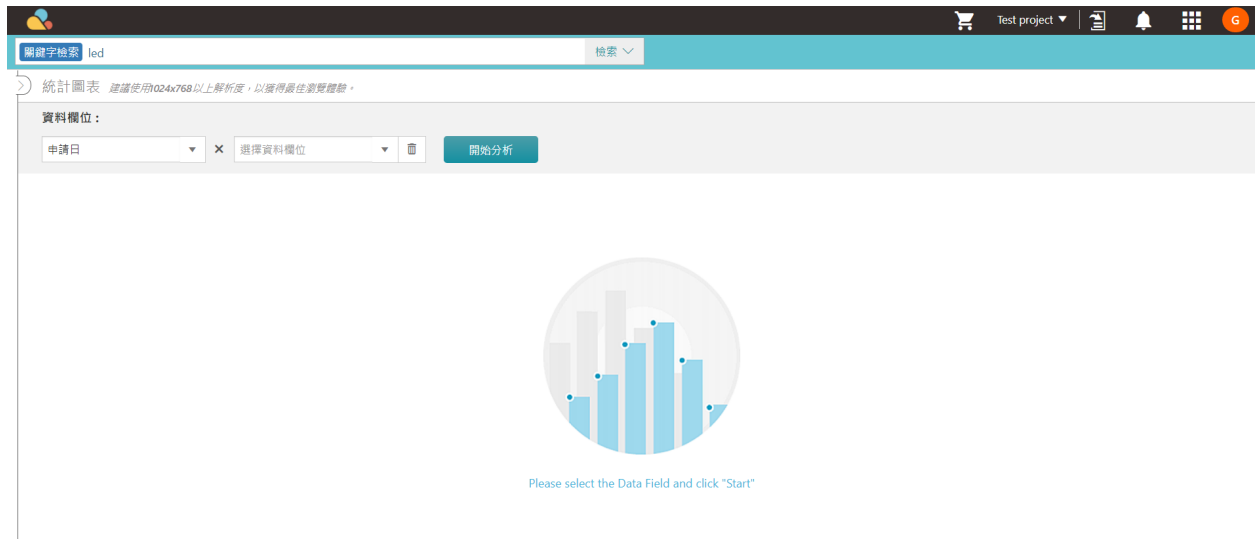 Test project
G
關鍵字檢索 led 檢索
統計圖表 建議使用1024x768以上解析度，以獲得最佳瀏覽體驗。
資料欄位：
申請日 × 選擇資料欄位 開始分析
Please select the Data Field and click "Start"